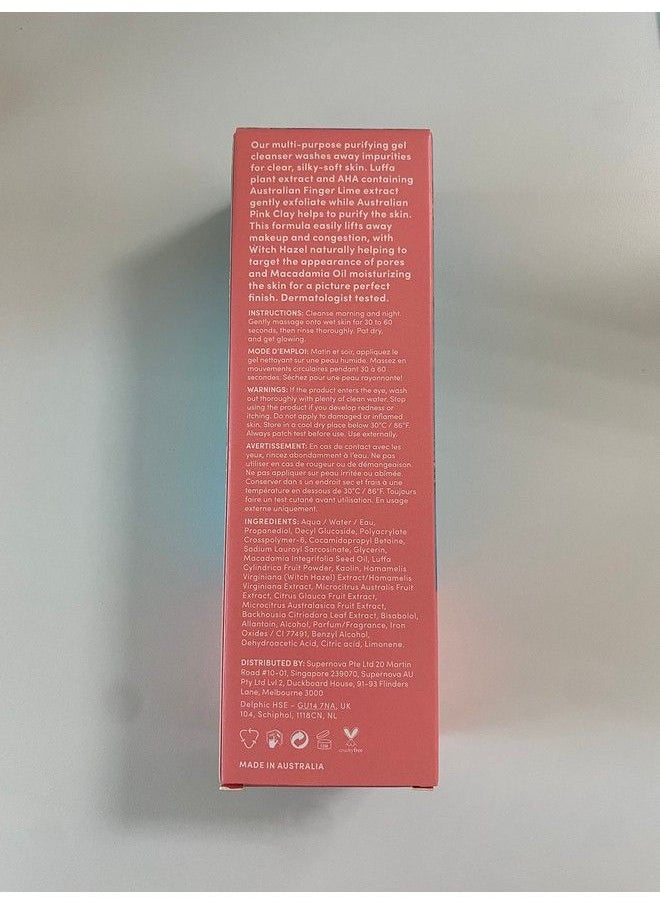 Our multi-purpose purifying gel
cleanser washes away impurities
for clear, silky-soft skin. Luffa
plant extract and AHA containing
Australian Finger Lime extract
gently exfoliate while Australian
Pink Clay helps to purify the skin.
This formula easily lifts away
makeup and congestion, with
Witch Hazel naturally helping to
target the appearance of pores
and Macadamia Oil moisturizing
the skin for a picture perfect
finish. Dermatologist tested.
INSTRUCTIONS: Cleanse morning and night.
Gently massage onto wet skin for 30 to 60
seconds, then rinse thoroughly. Pat dry,
and get glowing.
MODE D'EMPLOI: Matin et soir, appliquez le
gel nettoyant sur une peau humide. Massez en
mouvements circulaires pendant 30 à 60
secondes. Séchez pour une peau rayonnante!
WARNINGS: If the product enters the eye, wash
out thoroughly with plenty of clean water. Stop
using the product if you develop redness or
itching. Do not apply to damaged or inflamed
skin. Store in a cool dry place below 30°C / 86°F.
Always patch test before use. Use externally.
AVERTISSEMENT: En cas de contact avec les
yeux, rincez abondamment à l'eau. Ne pas
utiliser en cas de rougeur ou de démangeaison.
Ne pas appliquer sur peau irritée ou abîmée.
Conserver dan s un endroit sec et frais à une
température en dessous de 30°C / 86°F. Toujours
faire un test cutané avant utilisation. En usage
externe uniquement.
INGREDIENTS: Aqua / Water / Eau,
Propanediol, Decyl Glucoside, Polyacrylate
Crosspolymer-6, Cocamidopropyl Betaine,
Sodium Lauroyl Sarcosinate, Glycerin,
Macadamia Integrifolia Seed Oil, Luffa
Cylindrica Fruit Powder, Kaolin, Hamamelis
Virginiana (Witch Hazel) Extract/Hamamelis
Virginiana Extract, Microcitrus Australis Fruit
Extract, Citrus Glauca Fruit Extract,
Microcitrus Australasica Fruit Extract,
Backhousia Citriodora Leaf Extract, Bisabolol,
Allantoin, Alcohol, Parfum/Fragrance, Iron
Oxides / CI 77491, Benzyl Alcohol,
Dehydroacetic Acid, Citric acid, Limonene.
DISTRIBUTED BY: Supernova Pte Ltd 20 Martin
Road #10-01, Singapore 239070, Supernova AU
Pty Ltd Lvl 2, Duckboard House, 91-93 Flinders
Lane, Melbourne 3000
Delphic HSE - GU14 7NA, UK
104, Schiphol, 1118CN, NL
crueltyfree
MADE IN AUSTRALIA